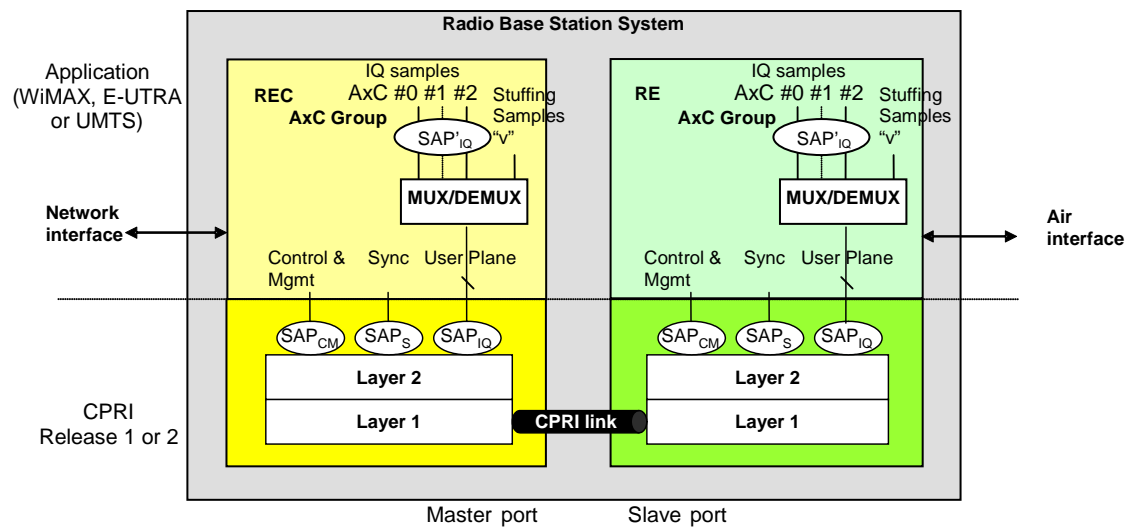 Radio Base Station System
Application
(WiMAX, E-UTRA
or UMTS)
REC
IQ samples
AxC #0 #1 #2
AxC Group
Stuffing
Samples
“v”
SAP’IQ
MUX/DEMUX
RE
IQ samples
AxC #0 #1 #2
AxC Group
Stuffing
Samples
“v”
SAP’IQ
MUX/DEMUX
Network
interface
Air
interface
Control &
Mgmt
Sync
User Plane
Control &
Mgmt
Sync
User Plane
SAPCM
SAPS
SAPIQ
SAPCM
SAPS
SAPIQ
Layer 2
Layer 2
CPRI
Release 1 or 2
Layer 1
CPRI link
Layer 1
Master port
Slave port